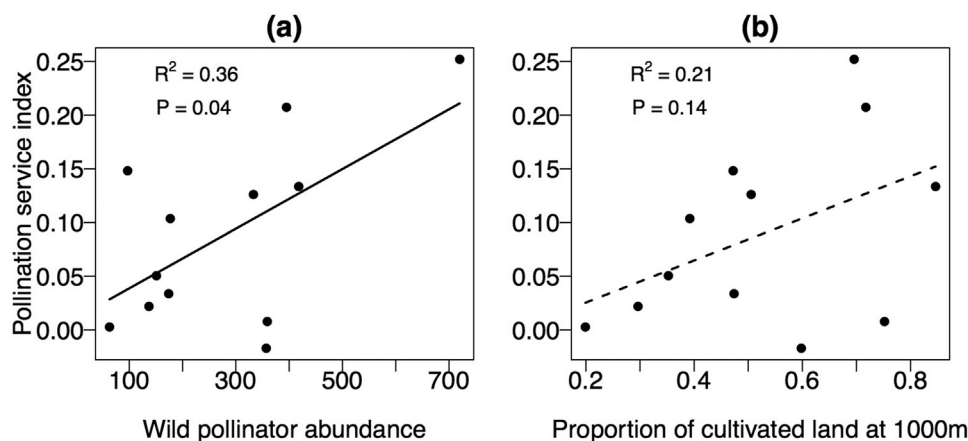 (a)
R² = 0.36
P = 0.04
Pollination service index
0.25
0.20
0.15
0.10
0.05
0.00
100 300 500 700
Wild pollinator abundance
(b)
R² = 0.21
P = 0.14
0.25
0.20
0.15
0.10
0.05
0.00
0.2 0.4 0.6 0.8
Proportion of cultivated land at 1000m